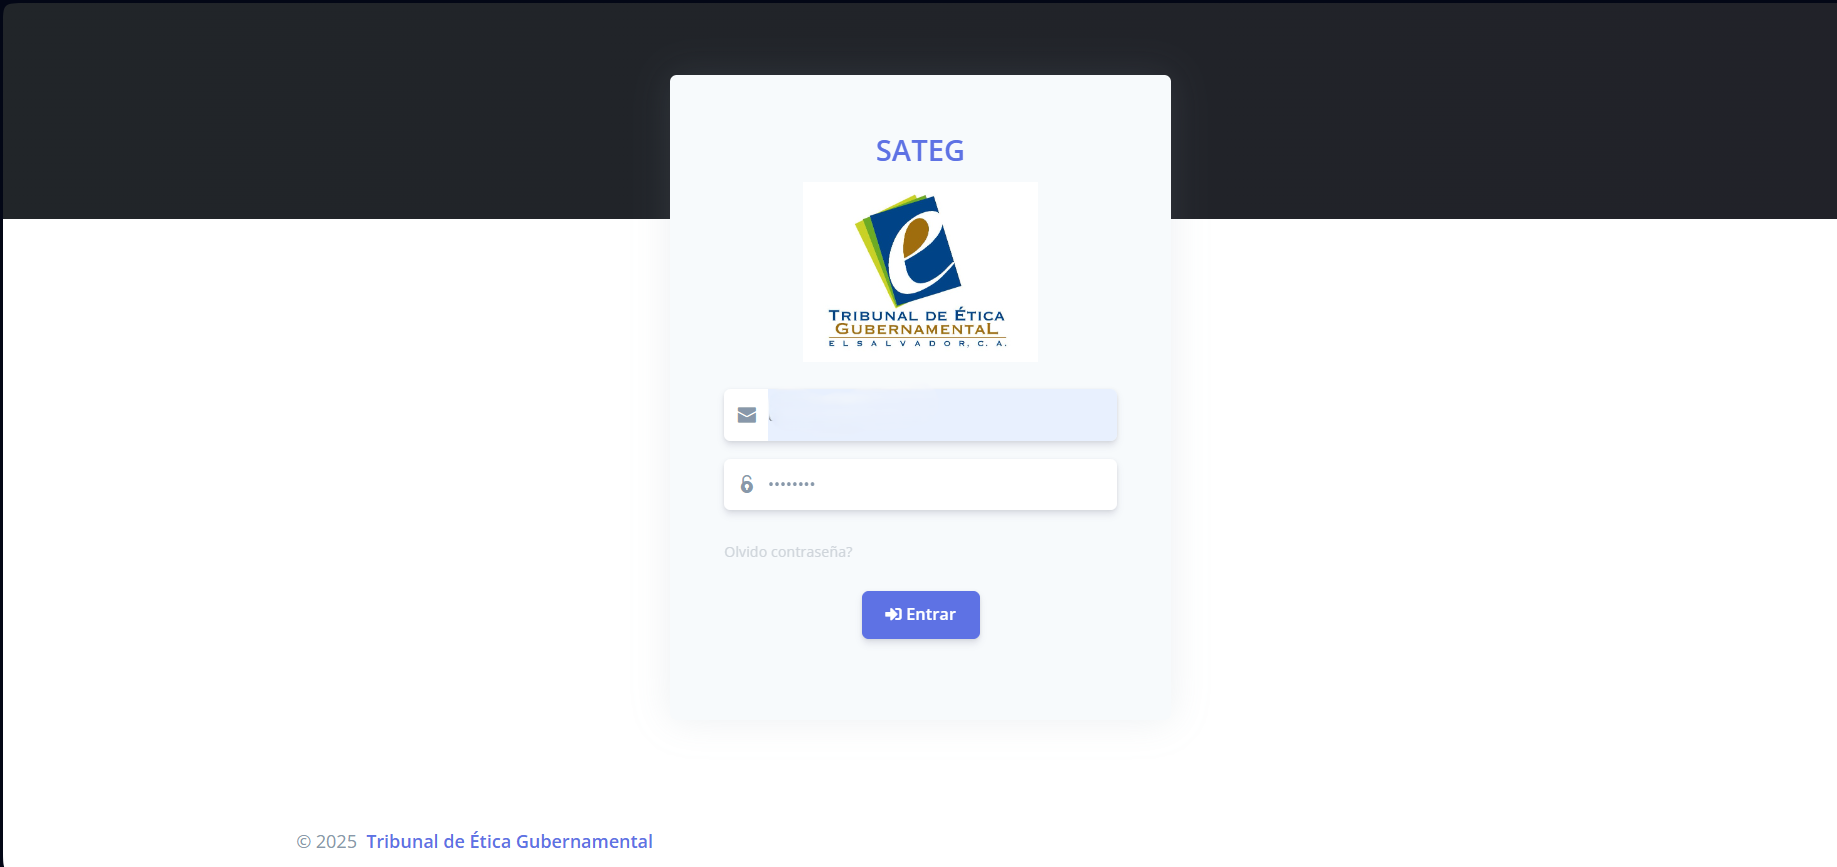 SATEG
TRIBUNAL DE ÉTICA
GUBERNAMENTAL
EL SALVADOR, C. A.
••••••••
Olvido contraseña?
Entrar
© 2025 Tribunal de Ética Gubernamental